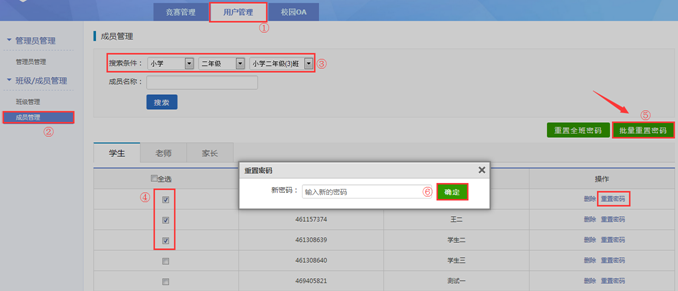 竞赛管理 用户管理 校园OA
①
管理员管理
管理员管理
班级/成员管理
班级管理
成员管理
②
成员管理
搜索条件： 小学 二年级 小学二年级(3)班 ③
成员名称：
搜索
⑤
重置全班密码 批量重置密码
学生 老师 家长
全选 操作
④
重置密码
新密码： 输入新的密码 ⑥ 确定
删除 重置密码
461157374 王二 删除 重置密码
461308639 学生二 删除 重置密码
461308640 学生三 删除 重置密码
469405821 测试一 删除 重置密码